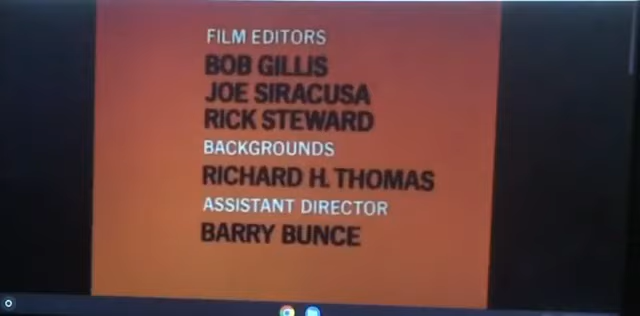 FILM EDITORS
BOB GILLIS
JOE SIRACUSA
RICK STEWARD
BACKGROUNDS
RICHARD H. THOMAS
ASSISTANT DIRECTOR
BARRY BUNCE